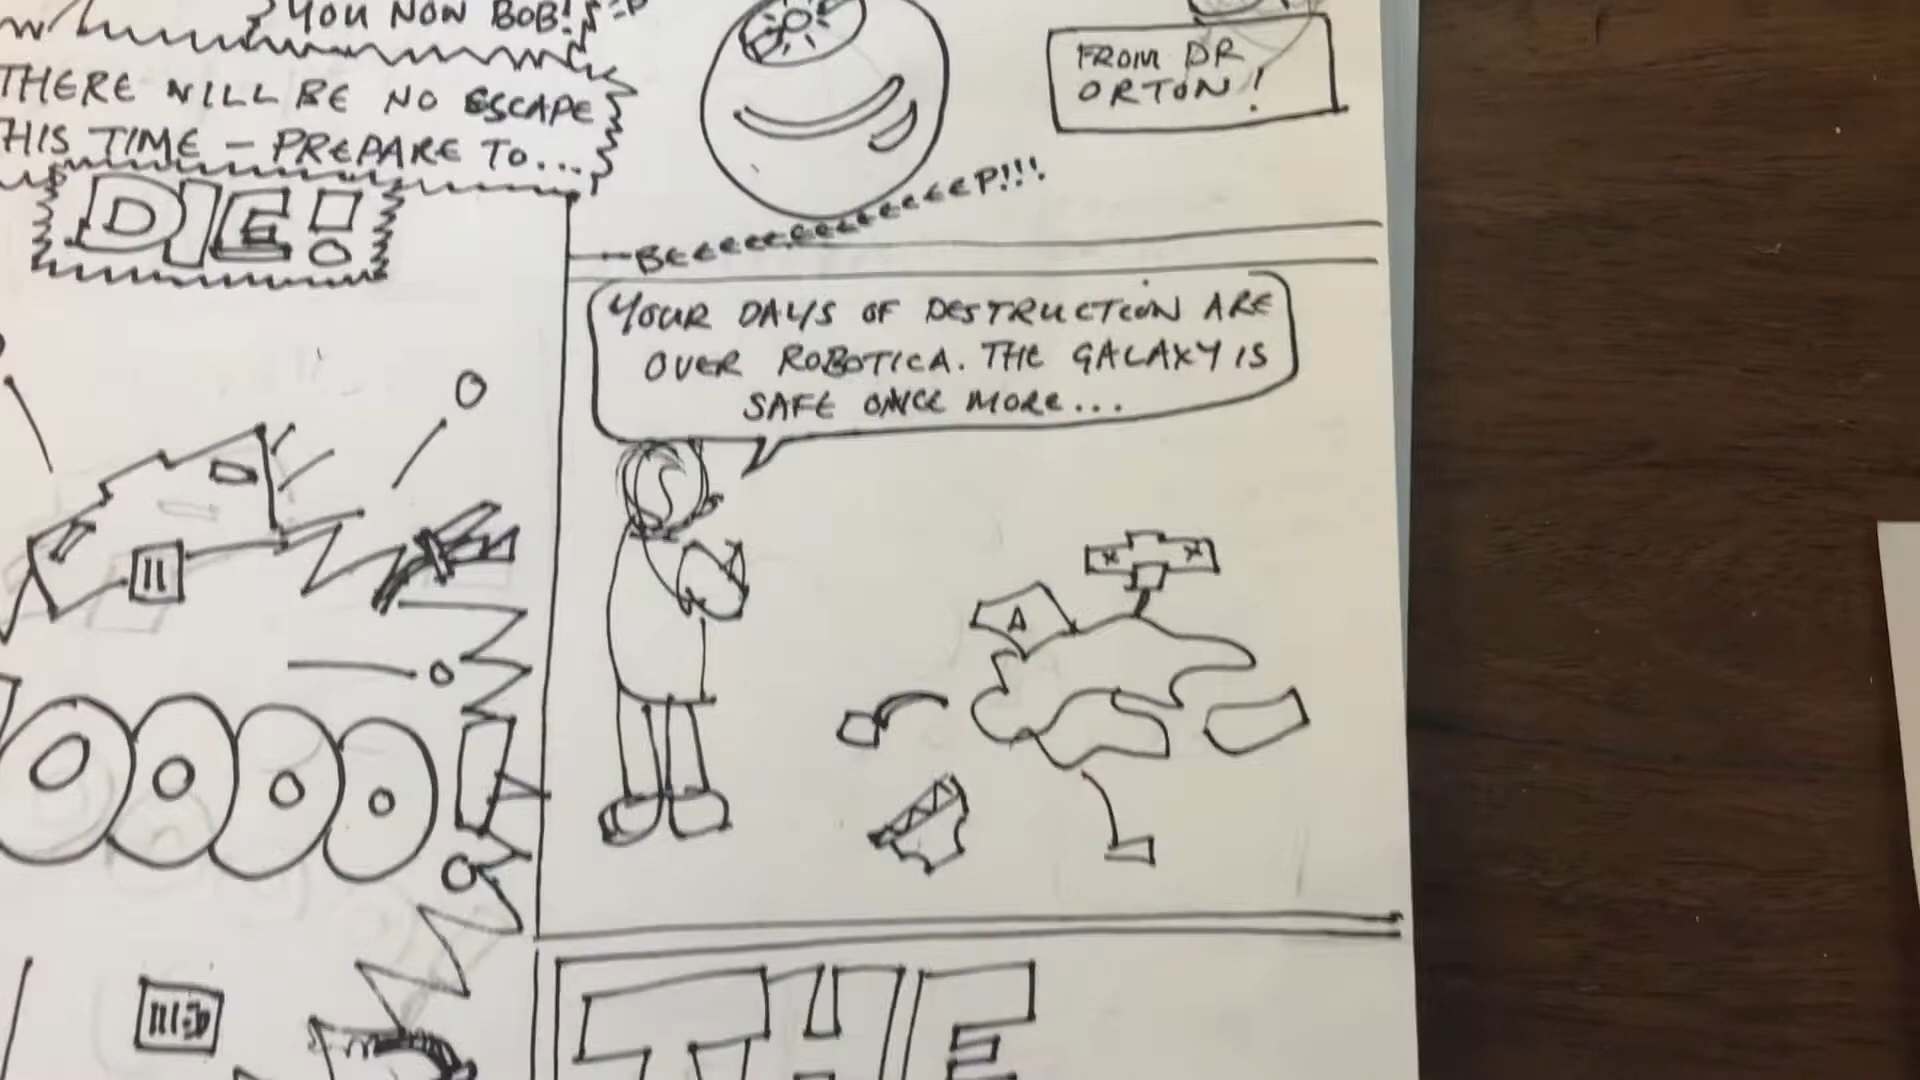 YOU NOW BOB!
THERE WILL BE NO ESCAPE
THIS TIME - PREPARE TO...
DIE!
FROM DR
ORTON!
BEEEEEEEEEEEEEEP!!!
YOUR DAYS OF DESTRUCTION ARE
OVER ROBOTICA. THE GALAXY IS
SAFE ONCE MORE...
A
THE